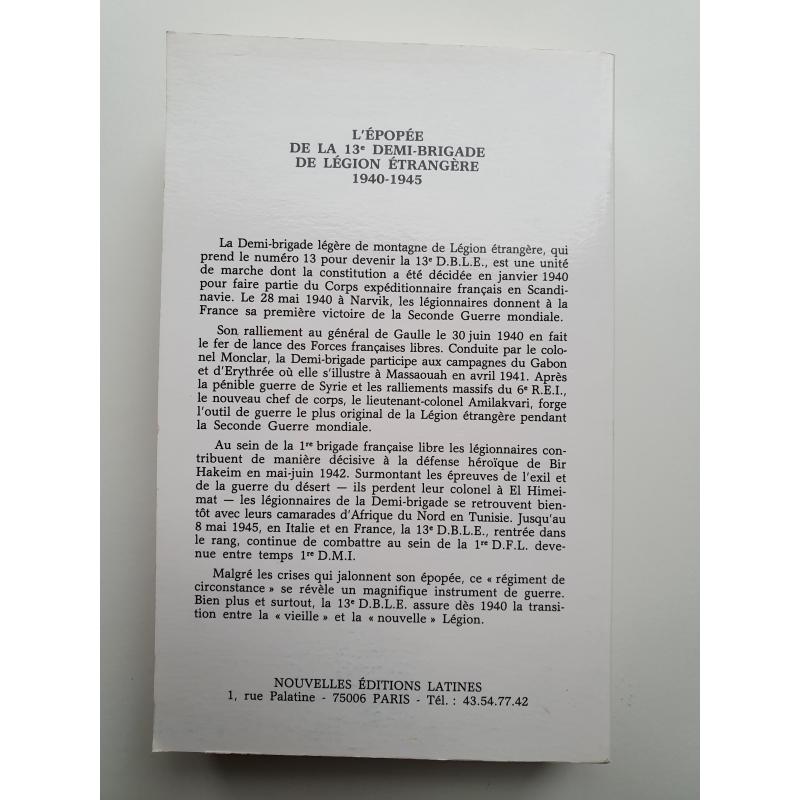 L'ÉPOPÉE
DE LA 13e DEMI-BRIGADE
DE LÉGION ÉTRANGÈRE
1940-1945
La Demi-brigade légère de montagne de Légion étrangère, qui
prend le numéro 13 pour devenir la 13e D.B.L.E., est une unité
de marche dont la constitution a été décidée en janvier 1940
pour faire partie du Corps expéditionnaire français en Scandi-
navie. Le 28 mai 1940 à Narvik, les légionnaires donnent à la
France sa première victoire de la Seconde Guerre mondiale.
Son ralliement au général de Gaulle le 30 juin 1940 en fait
le fer de lance des Forces françaises libres. Conduite par le colo-
nel Monclar, la Demi-brigade participe aux campagnes du Gabon
et d'Erythrée où elle s'illustre à Massaouah en avril 1941. Après
la pénible guerre de Syrie et les ralliements massifs du 6e R.E.I.,
le nouveau chef de corps, le lieutenant-colonel Amilakvari, forge
l'outil de guerre le plus original de la Légion étrangère pendant
la Seconde Guerre mondiale.
Au sein de la 1re brigade française libre les légionnaires con-
tribuent de manière décisive à la défense héroïque de Bir
Hakeim en mai-juin 1942. Surmontant les épreuves de l'exil et
de la guerre du désert — ils perdent leur colonel à El Himei-
mat — les légionnaires de la Demi-brigade se retrouvent bien-
tôt avec leurs camarades d'Afrique du Nord en Tunisie. Jusqu'au
8 mai 1945, en Italie et en France, la 13e D.B.L.E., rentrée dans
le rang, continue de combattre au sein de la 1re D.F.L. deve-
nue entre temps 1re D.M.I.
Malgré les crises qui jalonnent son épopée, ce « régiment de
circonstance » se révèle un magnifique instrument de guerre.
Bien plus et surtout, la 13e D.B.L.E. assure dès 1940 la transi-
tion entre la « vieille » et la « nouvelle » Légion.
NOUVELLES ÉDITIONS LATINES
1, rue Palatine - 75006 PARIS - Tél. : 43.54.77.42